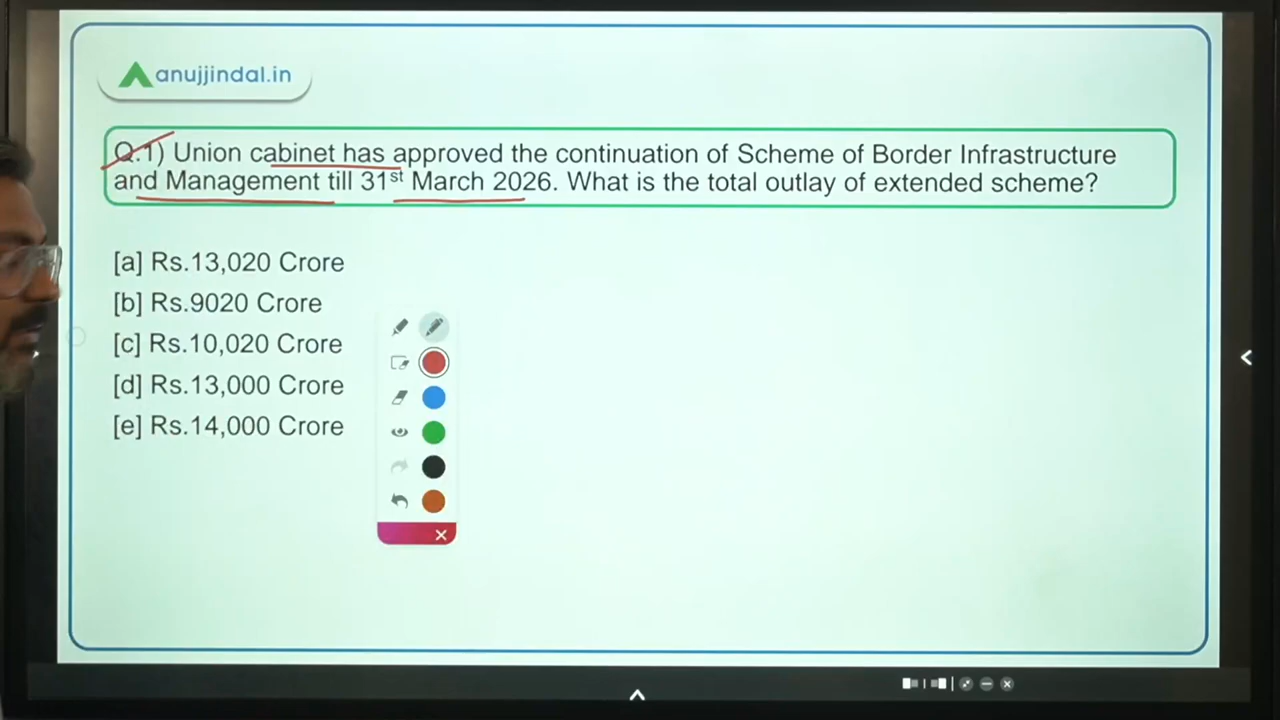 anujjindal.in
Q.1) Union cabinet has approved the continuation of Scheme of Border Infrastructure
and Management till 31st March 2026. What is the total outlay of extended scheme?
[a] Rs.13,020 Crore
[b] Rs.9020 Crore
[c] Rs.10,020 Crore
[d] Rs.13,000 Crore
[e] Rs.14,000 Crore